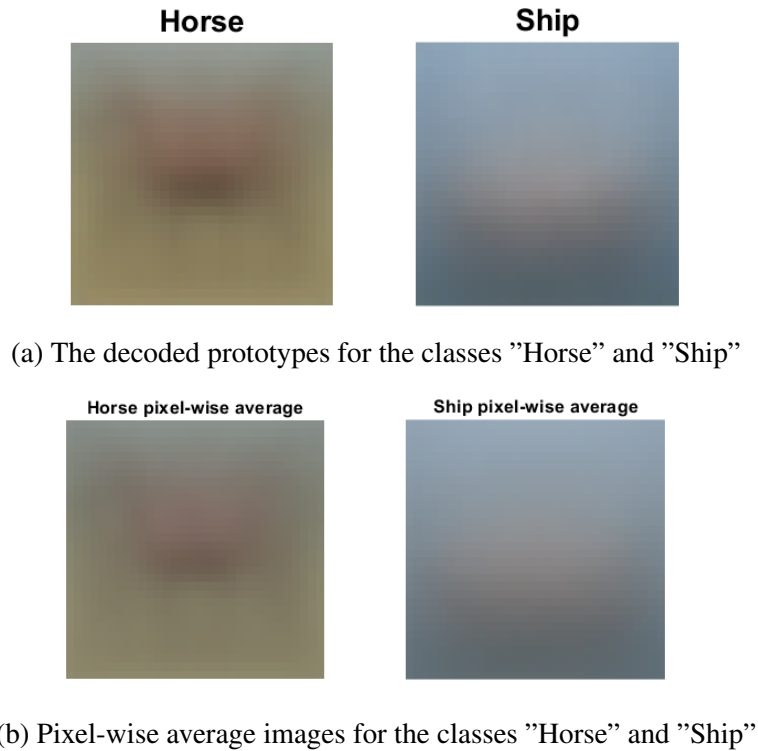 Horse Ship
(a) The decoded prototypes for the classes ”Horse” and ”Ship”
Horse pixel-wise average Ship pixel-wise average
b) Pixel-wise average images for the classes ”Horse” and ”Ship”